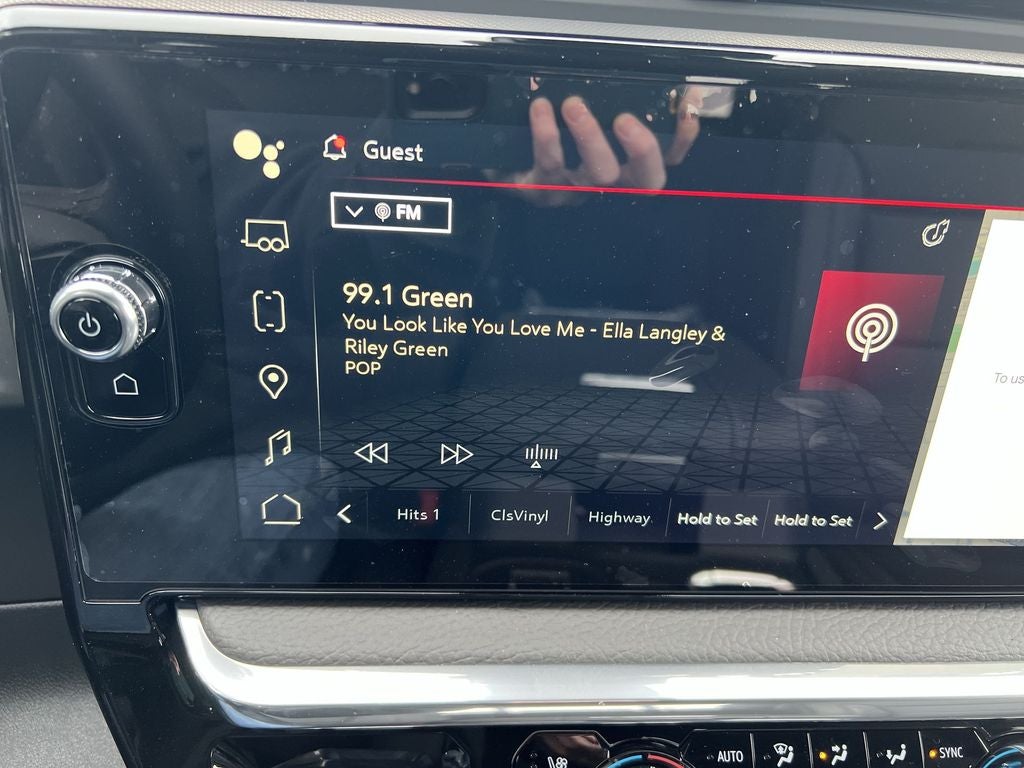 Guest
FM
99.1 Green
You Look Like You Love Me - Ella Langley &
Riley Green
POP
To us
Hits 1 ClsVinyl Highway Hold to Set Hold to Set
AUTO SYNC